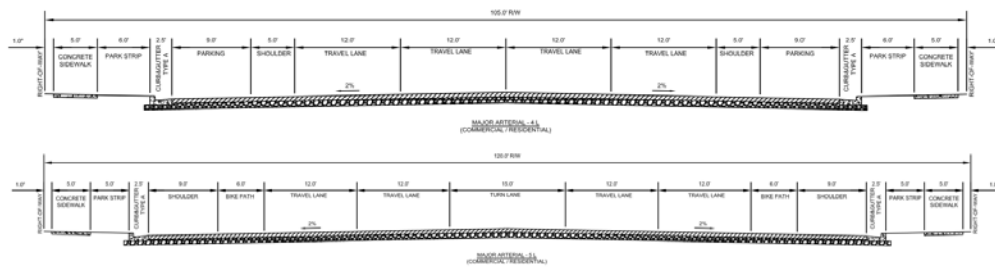 105.0' R/W
1.0' 5.0' 6.0' 2.5' 9.0' 5.0' 12.0' 12.0' 12.0' 12.0' 5.0' 9.0' 2.5' 6.0' 5.0' 1.0'
RIGHT-OF-WAY CONCRETE SIDEWALK PARK STRIP CURB&GUTTER TYPE A PARKING SHOULDER TRAVEL LANE TRAVEL LANE TRAVEL LANE TRAVEL LANE SHOULDER PARKING CURB&GUTTER TYPE A PARK STRIP CONCRETE SIDEWALK RIGHT-OF-WAY
2% 2%
MAJOR ARTERIAL - 4 L
(COMMERCIAL / RESIDENTIAL)
120.0' R/W
1.0' 5.0' 5.0' 2.5' 9.0' 6.0' 12.0' 12.0' 15.0' 12.0' 12.0' 6.0' 9.0' 2.5' 5.0' 5.0' 1.0'
RIGHT-OF-WAY CONCRETE SIDEWALK PARK STRIP CURB&GUTTER TYPE A SHOULDER BIKE PATH TRAVEL LANE TRAVEL LANE TURN LANE TRAVEL LANE TRAVEL LANE BIKE PATH SHOULDER CURB&GUTTER TYPE A PARK STRIP CONCRETE SIDEWALK RIGHT-OF-WAY
2% 2%
MAJOR ARTERIAL - 5 L
(COMMERCIAL / RESIDENTIAL)